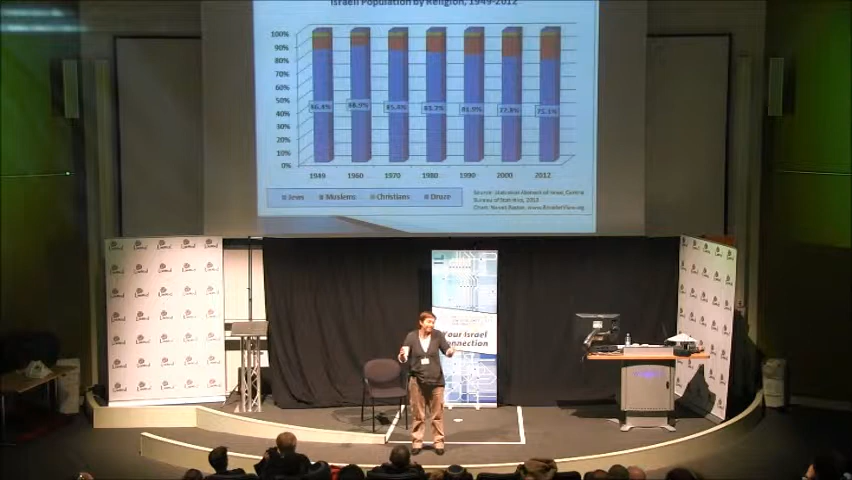 Israeli Population by Religion, 1949-2012
100%
90%
80%
70%
60%
50%
40%
30%
20%
10%
0%
86.4% 88.9% 85.4% 83.7% 81.9% 77.8% 75.1%
1949 1960 1970 1980 1990 2000 2012
Jews Moslems Christians Druze
Source: Statistical Abstract of Israel, Central
Bureau of Statistics, 2013
Your Israel
Connection